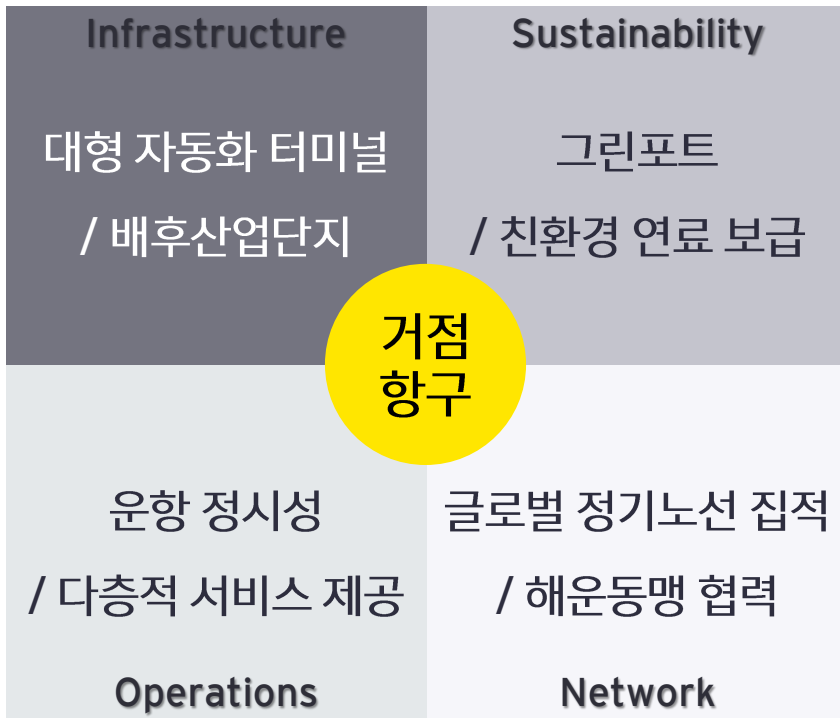 Infrastructure
대형 자동화 터미널
/ 배후산업단지
Sustainability
그린포트
/ 친환경 연료 보급
거점
항구
운항 정시성
/ 다층적 서비스 제공
Operations
글로벌 정기노선 집적
/ 해운동맹 협력
Network